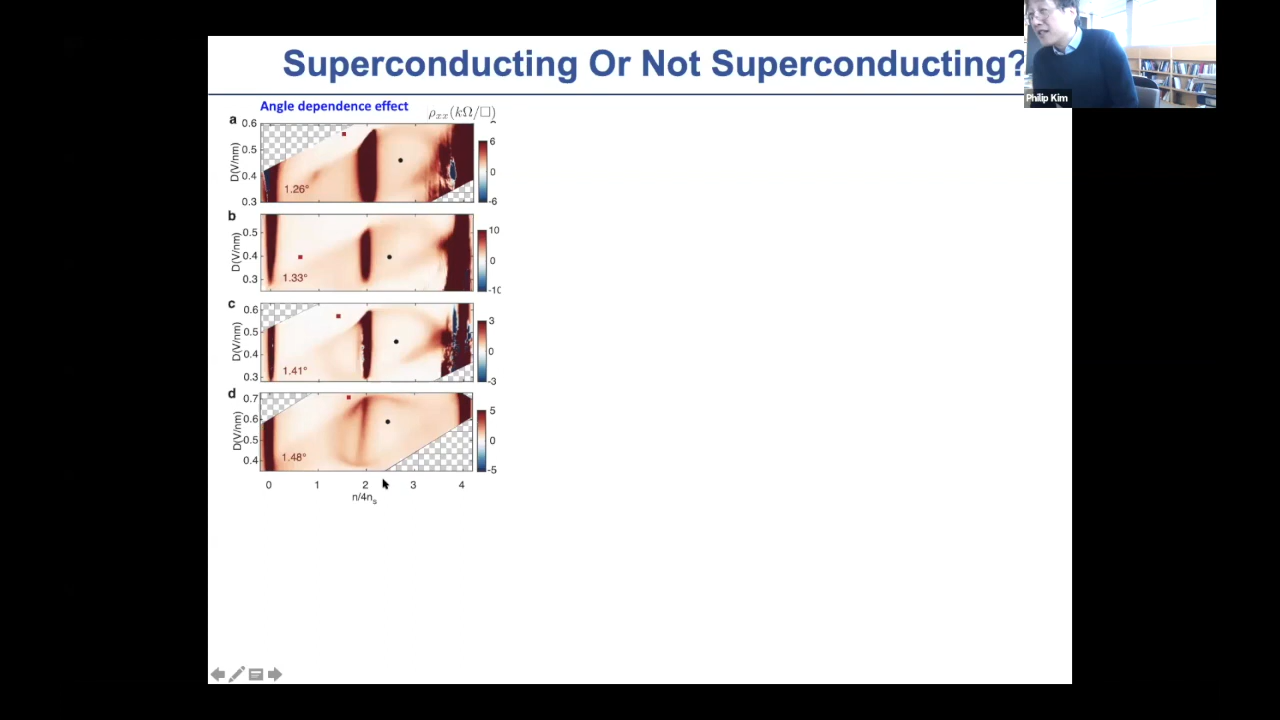 Superconducting Or Not Superconducting?
Philip Kim
Angle dependence effect
ρxx(kΩ/□)
a
0.6
0.5
0.4
0.3
D(V/nm)
1.26°
6
0
-6
b
0.5
0.4
0.3
D(V/nm)
1.33°
10
0
-10
c
0.6
0.5
0.4
0.3
D(V/nm)
1.41°
3
0
-3
d
0.7
0.6
0.5
0.4
D(V/nm)
1.48°
5
0
-5
0 1 2 3 4
n/4ns